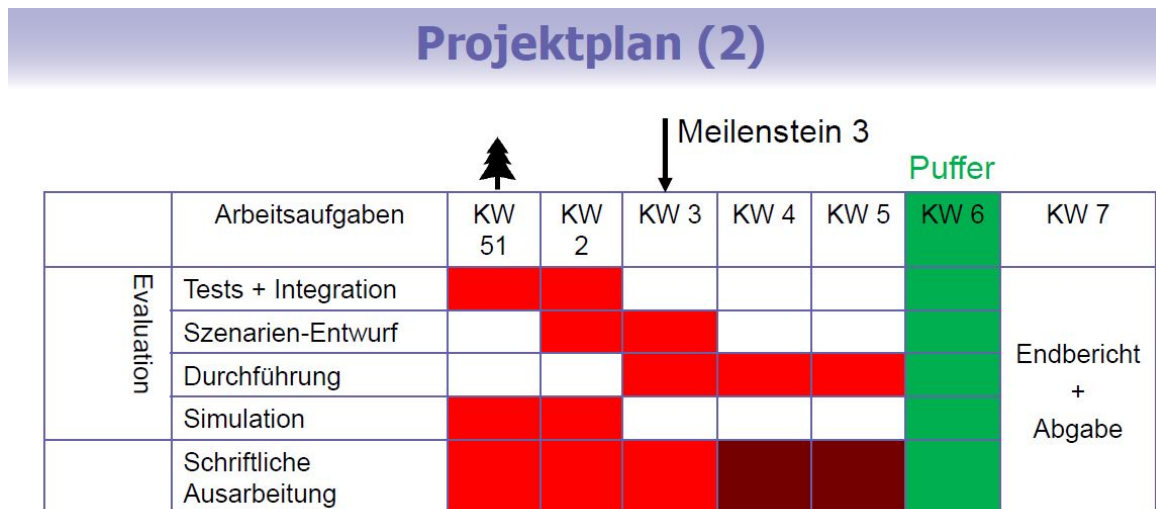 Projektplan (2)
Meilenstein 3
Puffer
Arbeitsaufgaben
KW 51
KW 2
KW 3
KW 4
KW 5
KW 6
KW 7
Evaluation
Tests + Integration
Szenarien-Entwurf
Durchführung
Simulation
Schriftliche
Ausarbeitung
Endbericht
+
Abgabe